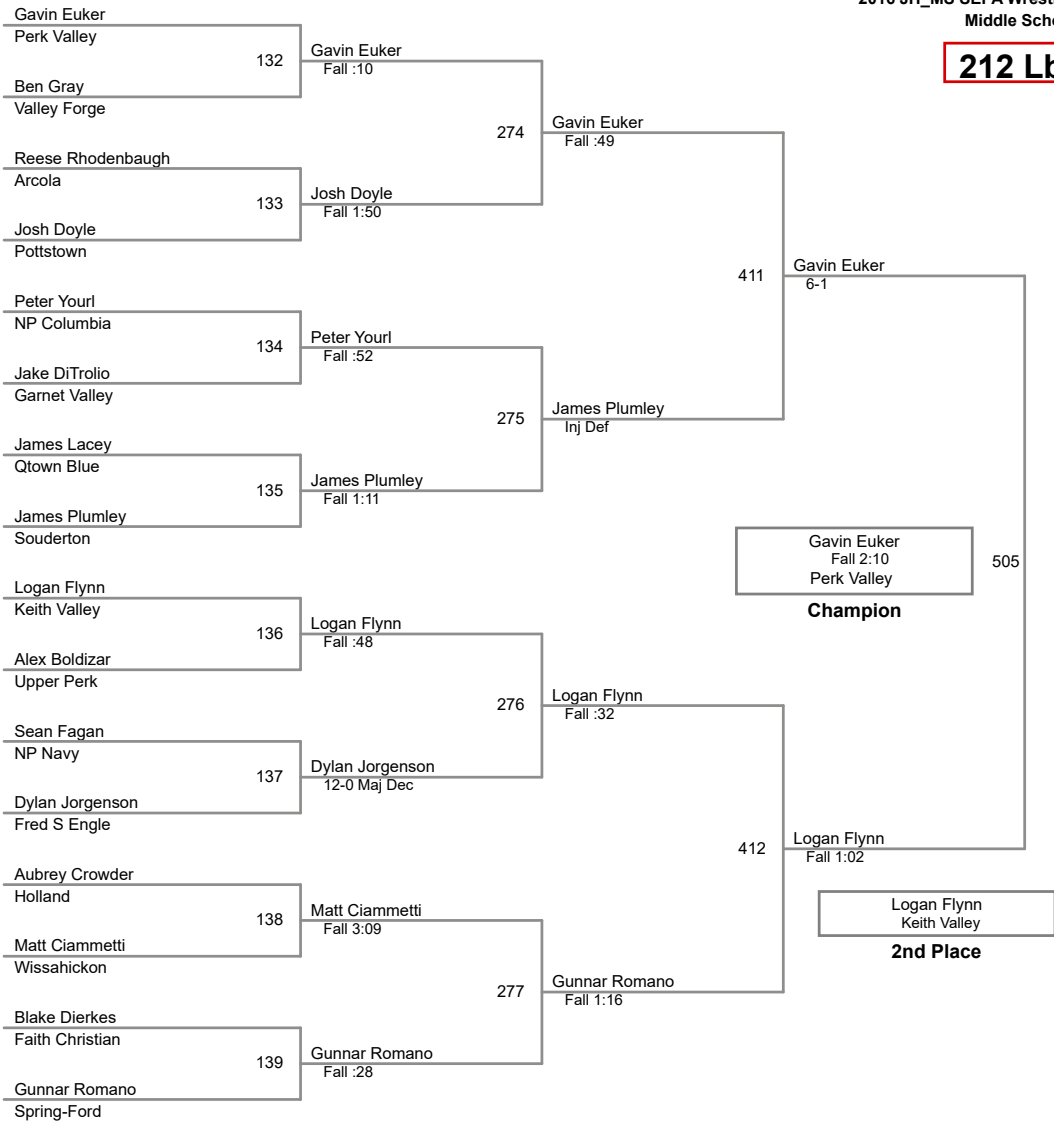 2016 JH_MS SEPA
Middle
212
Gavin Euker
Perk Valley
132
Ben Gray
Valley Forge
Gavin Euker
Fall :10
274
Gavin Euker
Fall :49
Reese Rhodenbaugh
Arcola
133
Josh Doyle
Pottstown
Josh Doyle
Fall 1:50
411
Gavin Euker
6-1
Peter Yourl
NP Columbia
134
Jake DiTrolio
Garnet Valley
Peter Yourl
Fall :52
275
James Plumley
Inj Def
James Lacey
Qtown Blue
135
James Plumley
Souderton
James Plumley
Fall 1:11
Gavin Euker
Fall 2:10
Perk Valley
Champion
505
Logan Flynn
Keith Valley
136
Alex Boldizar
Upper Perk
Logan Flynn
Fall :48
276
Logan Flynn
Fall :32
Sean Fagan
NP Navy
137
Dylan Jorgenson
Fred S Engle
Dylan Jorgenson
12-0 Maj Dec
412
Logan Flynn
Fall 1:02
Aubrey Crowder
Holland
138
Matt Ciammetti
Wissahickon
Matt Ciammetti
Fall 3:09
Logan Flynn
Keith Valley
2nd Place
277
Gunnar Romano
Fall 1:16
Blake Dierkes
Faith Christian
139
Gunnar Romano
Spring-Ford
Gunnar Romano
Fall :28